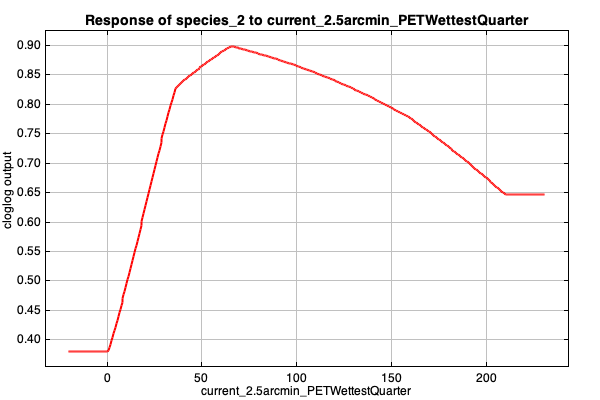 Response of species_2 to current_2.5arcmin_PETWettestQuarter
0.90
0.85
0.80
0.75
0.70
0.65
0.60
0.55
0.50
0.45
0.40
cloglog output
0 50 100 150 200
current_2.5arcmin_PETWettestQuarter